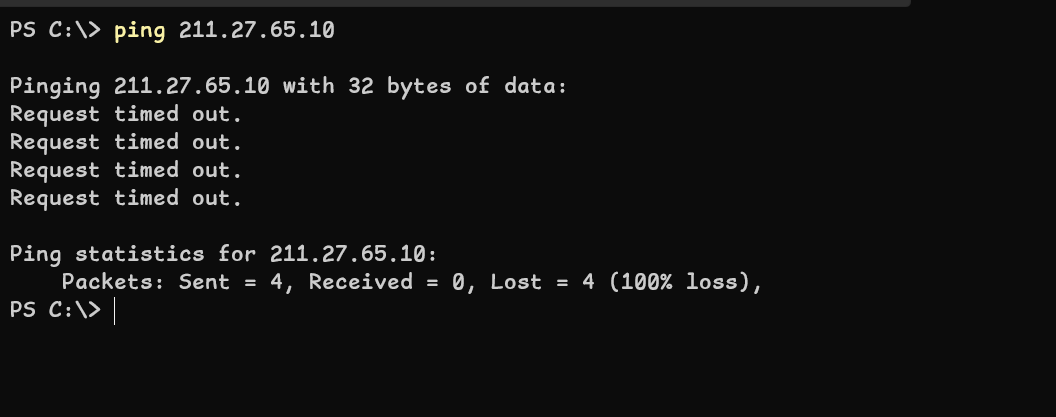 PS C:\> ping 211.27.65.10
Pinging 211.27.65.10 with 32 bytes of data:
Request timed out.
Request timed out.
Request timed out.
Request timed out.
Ping statistics for 211.27.65.10:
    Packets: Sent = 4, Received = 0, Lost = 4 (100% loss),
PS C:\>